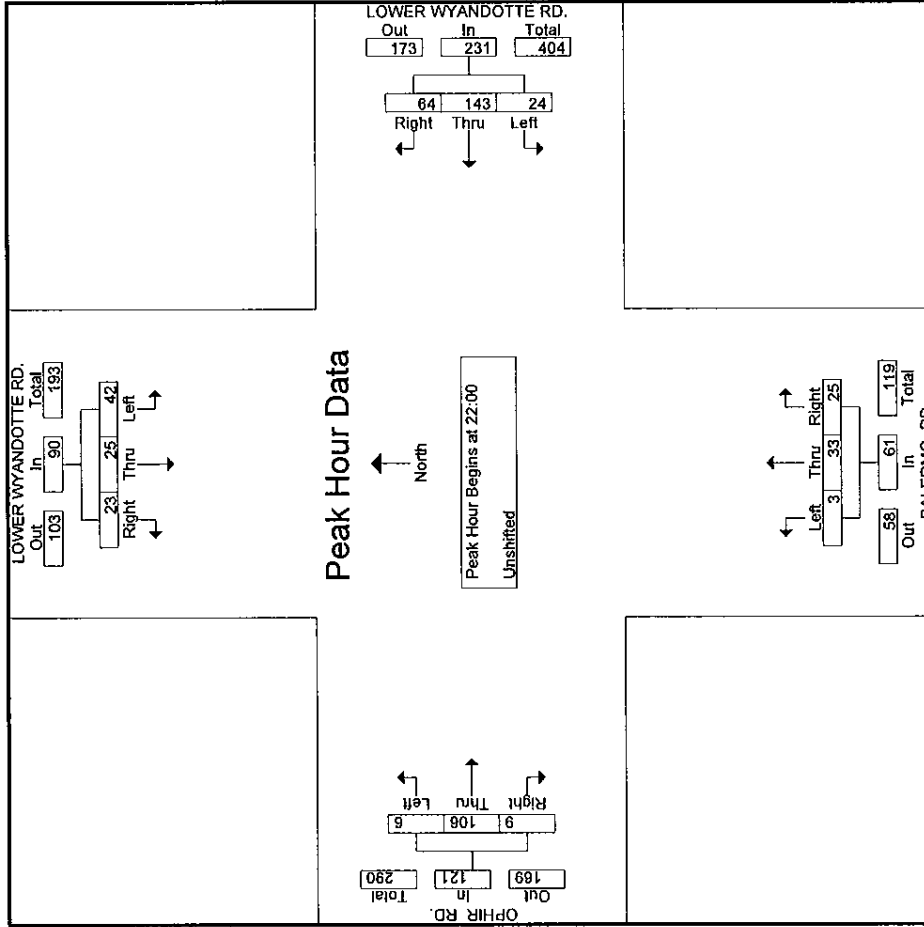 LOWER WYANDOTTE RD.
Out In Total
173 231 404
64 143 24
Right Thru Left
LOWER WYANDOTTE RD.
Out In Total
103 90 193
23 25 42
Right Thru Left
Peak Hour Data
North
Peak Hour Begins at 22:00
Unshifted
Left Thru Right
3 33 25
58 61 119
Out In Total
PALERMO RD.
Left Thru Right
6 106 9
Out In Total
169 121 290
OPHIR RD.